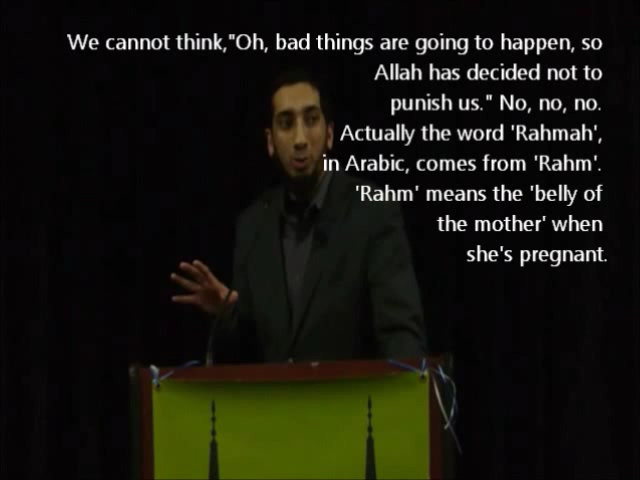 We cannot think,"Oh, bad things are going to happen, so
Allah has decided not to
punish us." No, no, no.
Actually the word 'Rahmah',
in Arabic, comes from 'Rahm'.
'Rahm' means the 'belly of
the mother' when
she's pregnant.